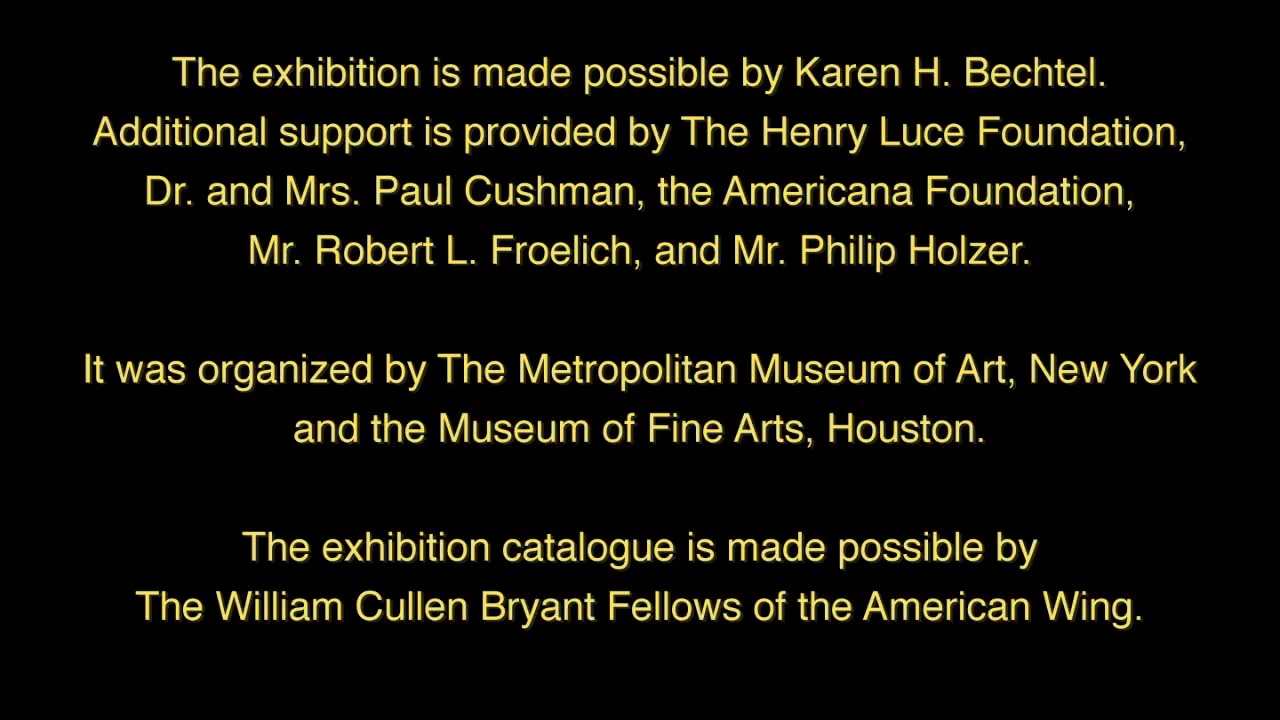 The exhibition is made possible by Karen H. Bechtel.
Additional support is provided by The Henry Luce Foundation,
Dr. and Mrs. Paul Cushman, the Americana Foundation,
Mr. Robert L. Froelich, and Mr. Philip Holzer.
It was organized by The Metropolitan Museum of Art, New York
and the Museum of Fine Arts, Houston.
The exhibition catalogue is made possible by
The William Cullen Bryant Fellows of the American Wing.